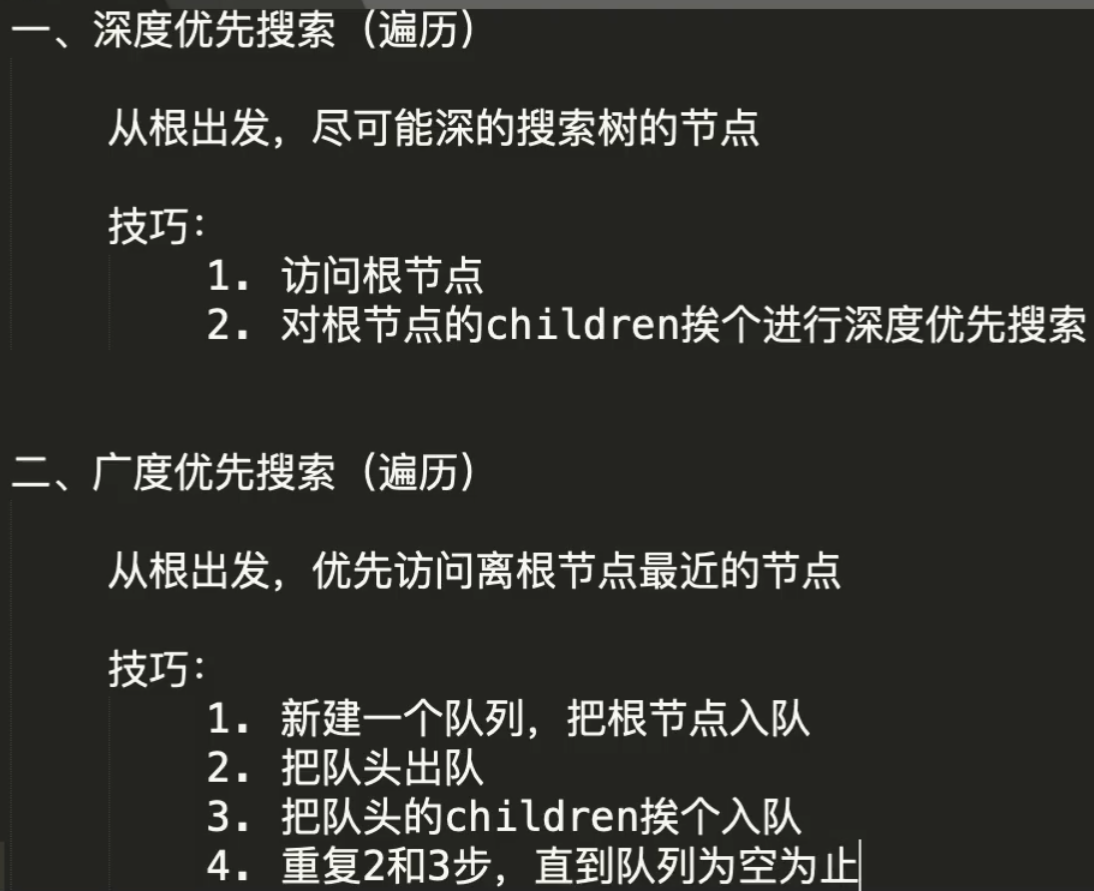 一、深度优先搜索（遍历）
从根出发，尽可能深的搜索树的节点
技巧：
1. 访问根节点
2. 对根节点的children挨个进行深度优先搜索
二、广度优先搜索（遍历）
从根出发，优先访问离根节点最近的节点
技巧：
1. 新建一个队列，把根节点入队
2. 把队头出队
3. 把队头的children挨个入队
4. 重复2和3步，直到队列为空为止